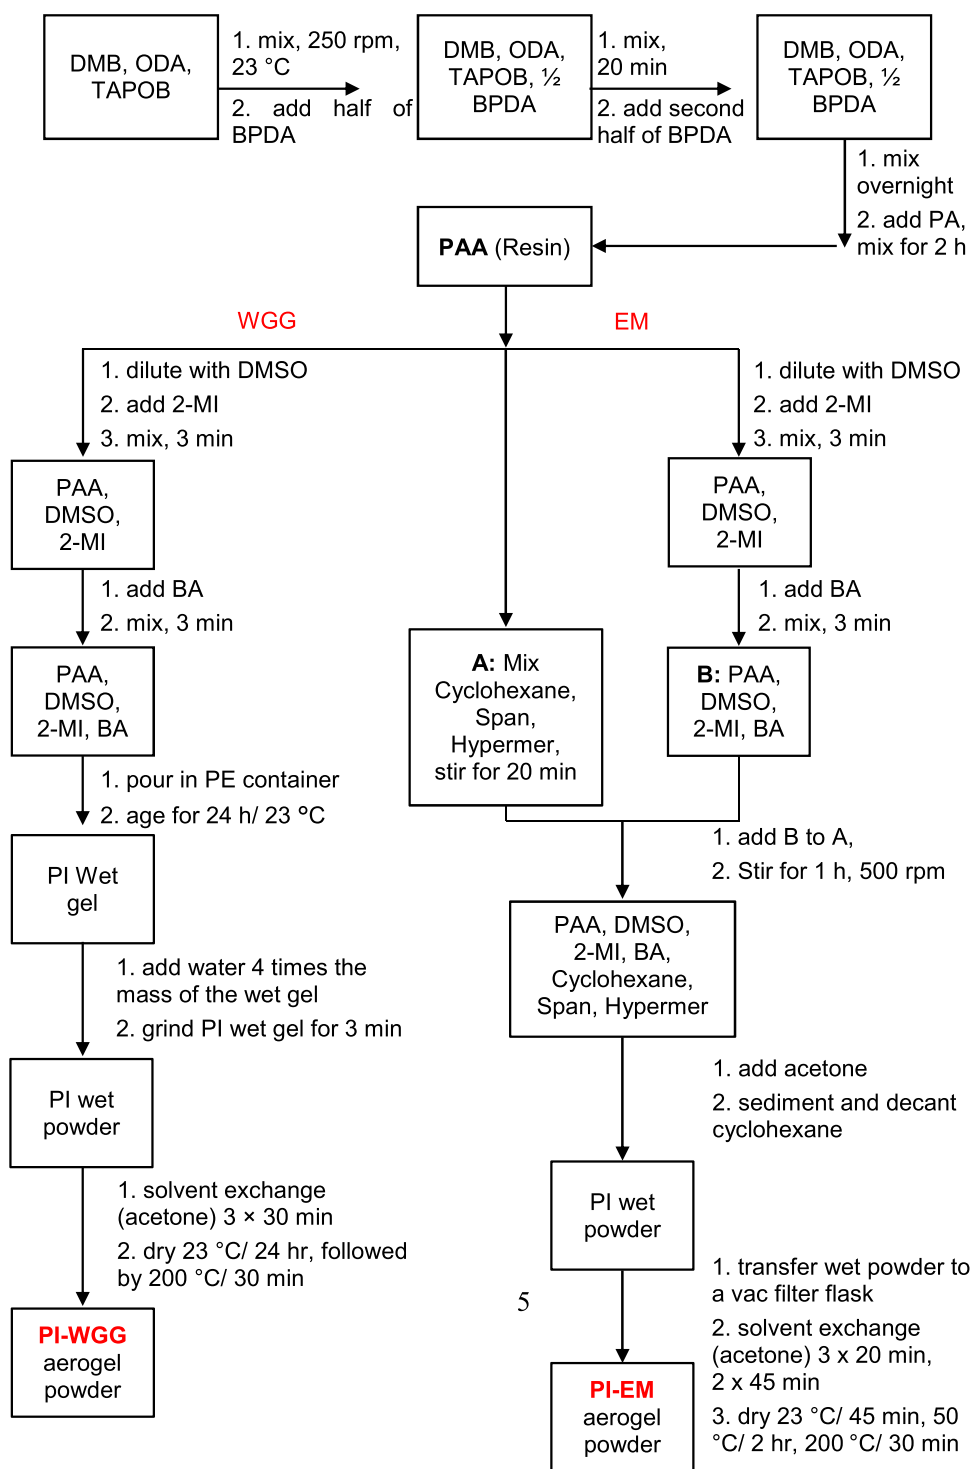 DMB, ODA,
TAPOB
1. mix, 250 rpm,
23 °C
2. add half of
BPDA
DMB, ODA,
TAPOB, ½
BPDA
1. mix,
20 min
2. add second
half of BPDA
DMB, ODA,
TAPOB, ½
BPDA
1. mix
overnight
2. add PA,
mix for 2 h
PAA (Resin)
WGG
EM
1. dilute with DMSO
2. add 2-MI
3. mix, 3 min
PAA,
DMSO,
2-MI
1. add BA
2. mix, 3 min
PAA,
DMSO,
2-MI, BA
1. pour in PE container
2. age for 24 h/ 23 °C
PI Wet
gel
1. add water 4 times the
mass of the wet gel
2. grind PI wet gel for 3 min
PI wet
powder
1. solvent exchange
(acetone) 3 × 30 min
2. dry 23 °C/ 24 hr, followed
by 200 °C/ 30 min
PI-WGG
aerogel
powder
1. dilute with DMSO
2. add 2-MI
3. mix, 3 min
PAA,
DMSO,
2-MI
1. add BA
2. mix, 3 min
A: Mix
Cyclohexane,
Span,
Hypermer,
stir for 20 min
B: PAA,
DMSO,
2-MI, BA
1. add B to A,
2. Stir for 1 h, 500 rpm
PAA, DMSO,
2-MI, BA,
Cyclohexane,
Span, Hypermer
1. add acetone
2. sediment and decant
cyclohexane
PI wet
powder
5
1. transfer wet powder to
a vac filter flask
2. solvent exchange
(acetone) 3 x 20 min,
2 x 45 min
3. dry 23 °C/ 45 min, 50
°C/ 2 hr, 200 °C/ 30 min
PI-EM
aerogel
powder